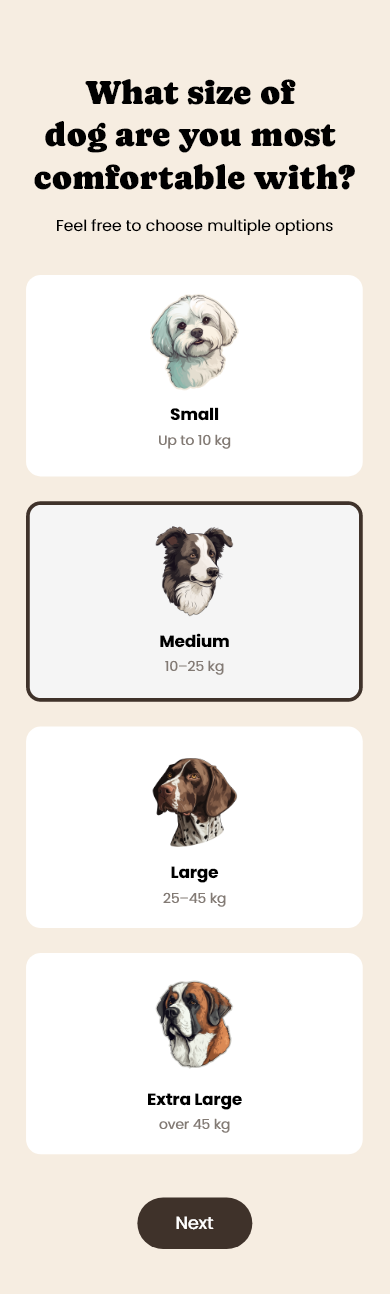 What size of
dog are you most
comfortable with?
Feel free to choose multiple options
Small
Up to 10 kg
Medium
10–25 kg
Large
25–45 kg
Extra Large
over 45 kg
Next